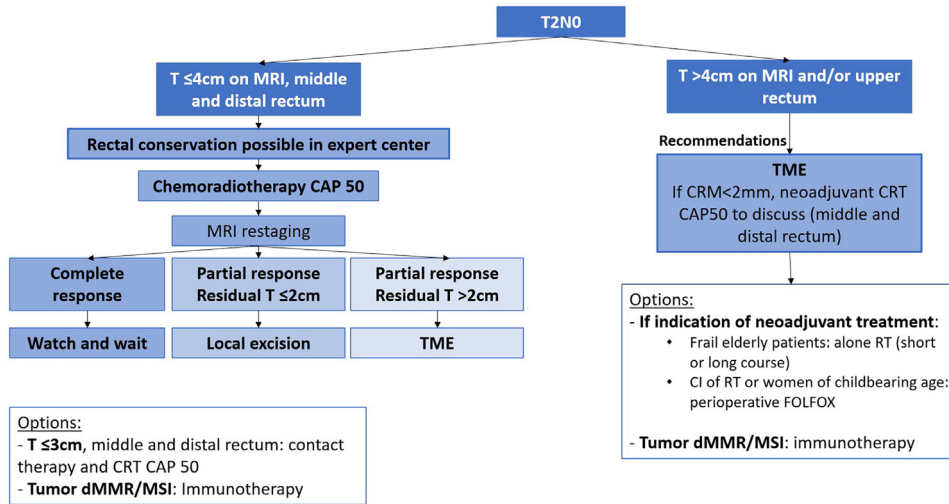 T2N0
T ≤4cm on MRI, middle
and distal rectum
Rectal conservation possible in expert center
Chemoradiotherapy CAP 50
MRI restaging
Complete
response
Partial response
Residual T ≤2cm
Partial response
Residual T >2cm
Watch and wait
Local excision
TME
Options:
- T ≤3cm, middle and distal rectum: contact
therapy and CRT CAP 50
- Tumor dMMR/MSI: Immunotherapy
T >4cm on MRI and/or upper
rectum
Recommendations
TME
If CRM<2mm, neoadjuvant CRT
CAP50 to discuss (middle and
distal rectum)
Options:
- If indication of neoadjuvant treatment:
• Frail elderly patients: alone RT (short
or long course)
• CI of RT or women of childbearing age:
perioperative FOLFOX
- Tumor dMMR/MSI: immunotherapy